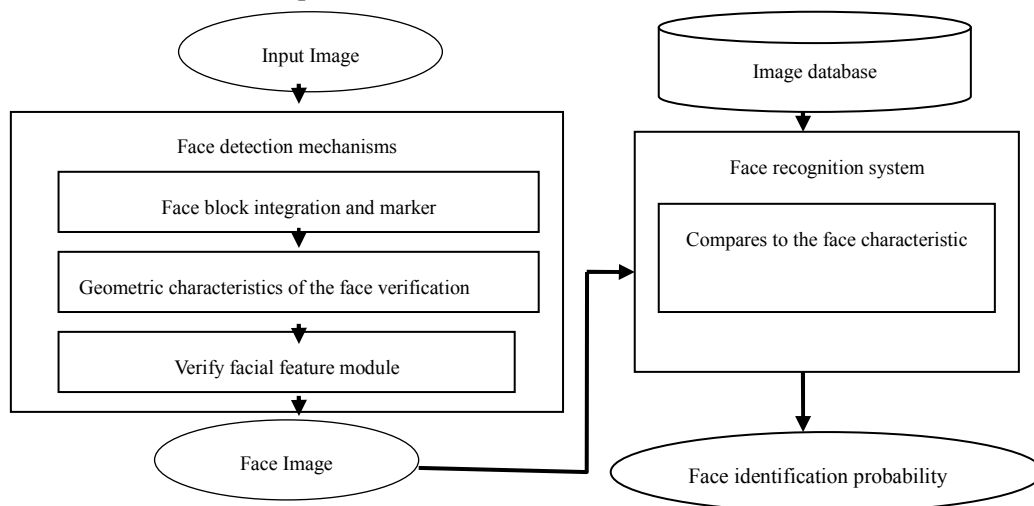 Input Image
Face detection mechanisms
Face block integration and marker
Geometric characteristics of the face verification
Verify facial feature module
Face Image
Image database
Face recognition system
Compares to the face characteristic
Face identification probability